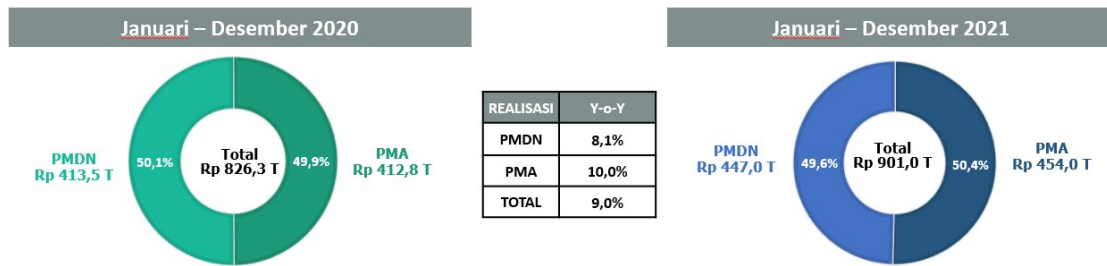 Januari – Desember 2020
PMDN
Rp 413,5 T
50,1%
Total
Rp 826,3 T
49,9%
PMA
Rp 412,8 T
REALISASI Y-o-Y
PMDN 8,1%
PMA 10,0%
TOTAL 9,0%
Januari – Desember 2021
PMDN
Rp 447,0 T
49,6%
Total
Rp 901,0 T
50,4%
PMA
Rp 454,0 T